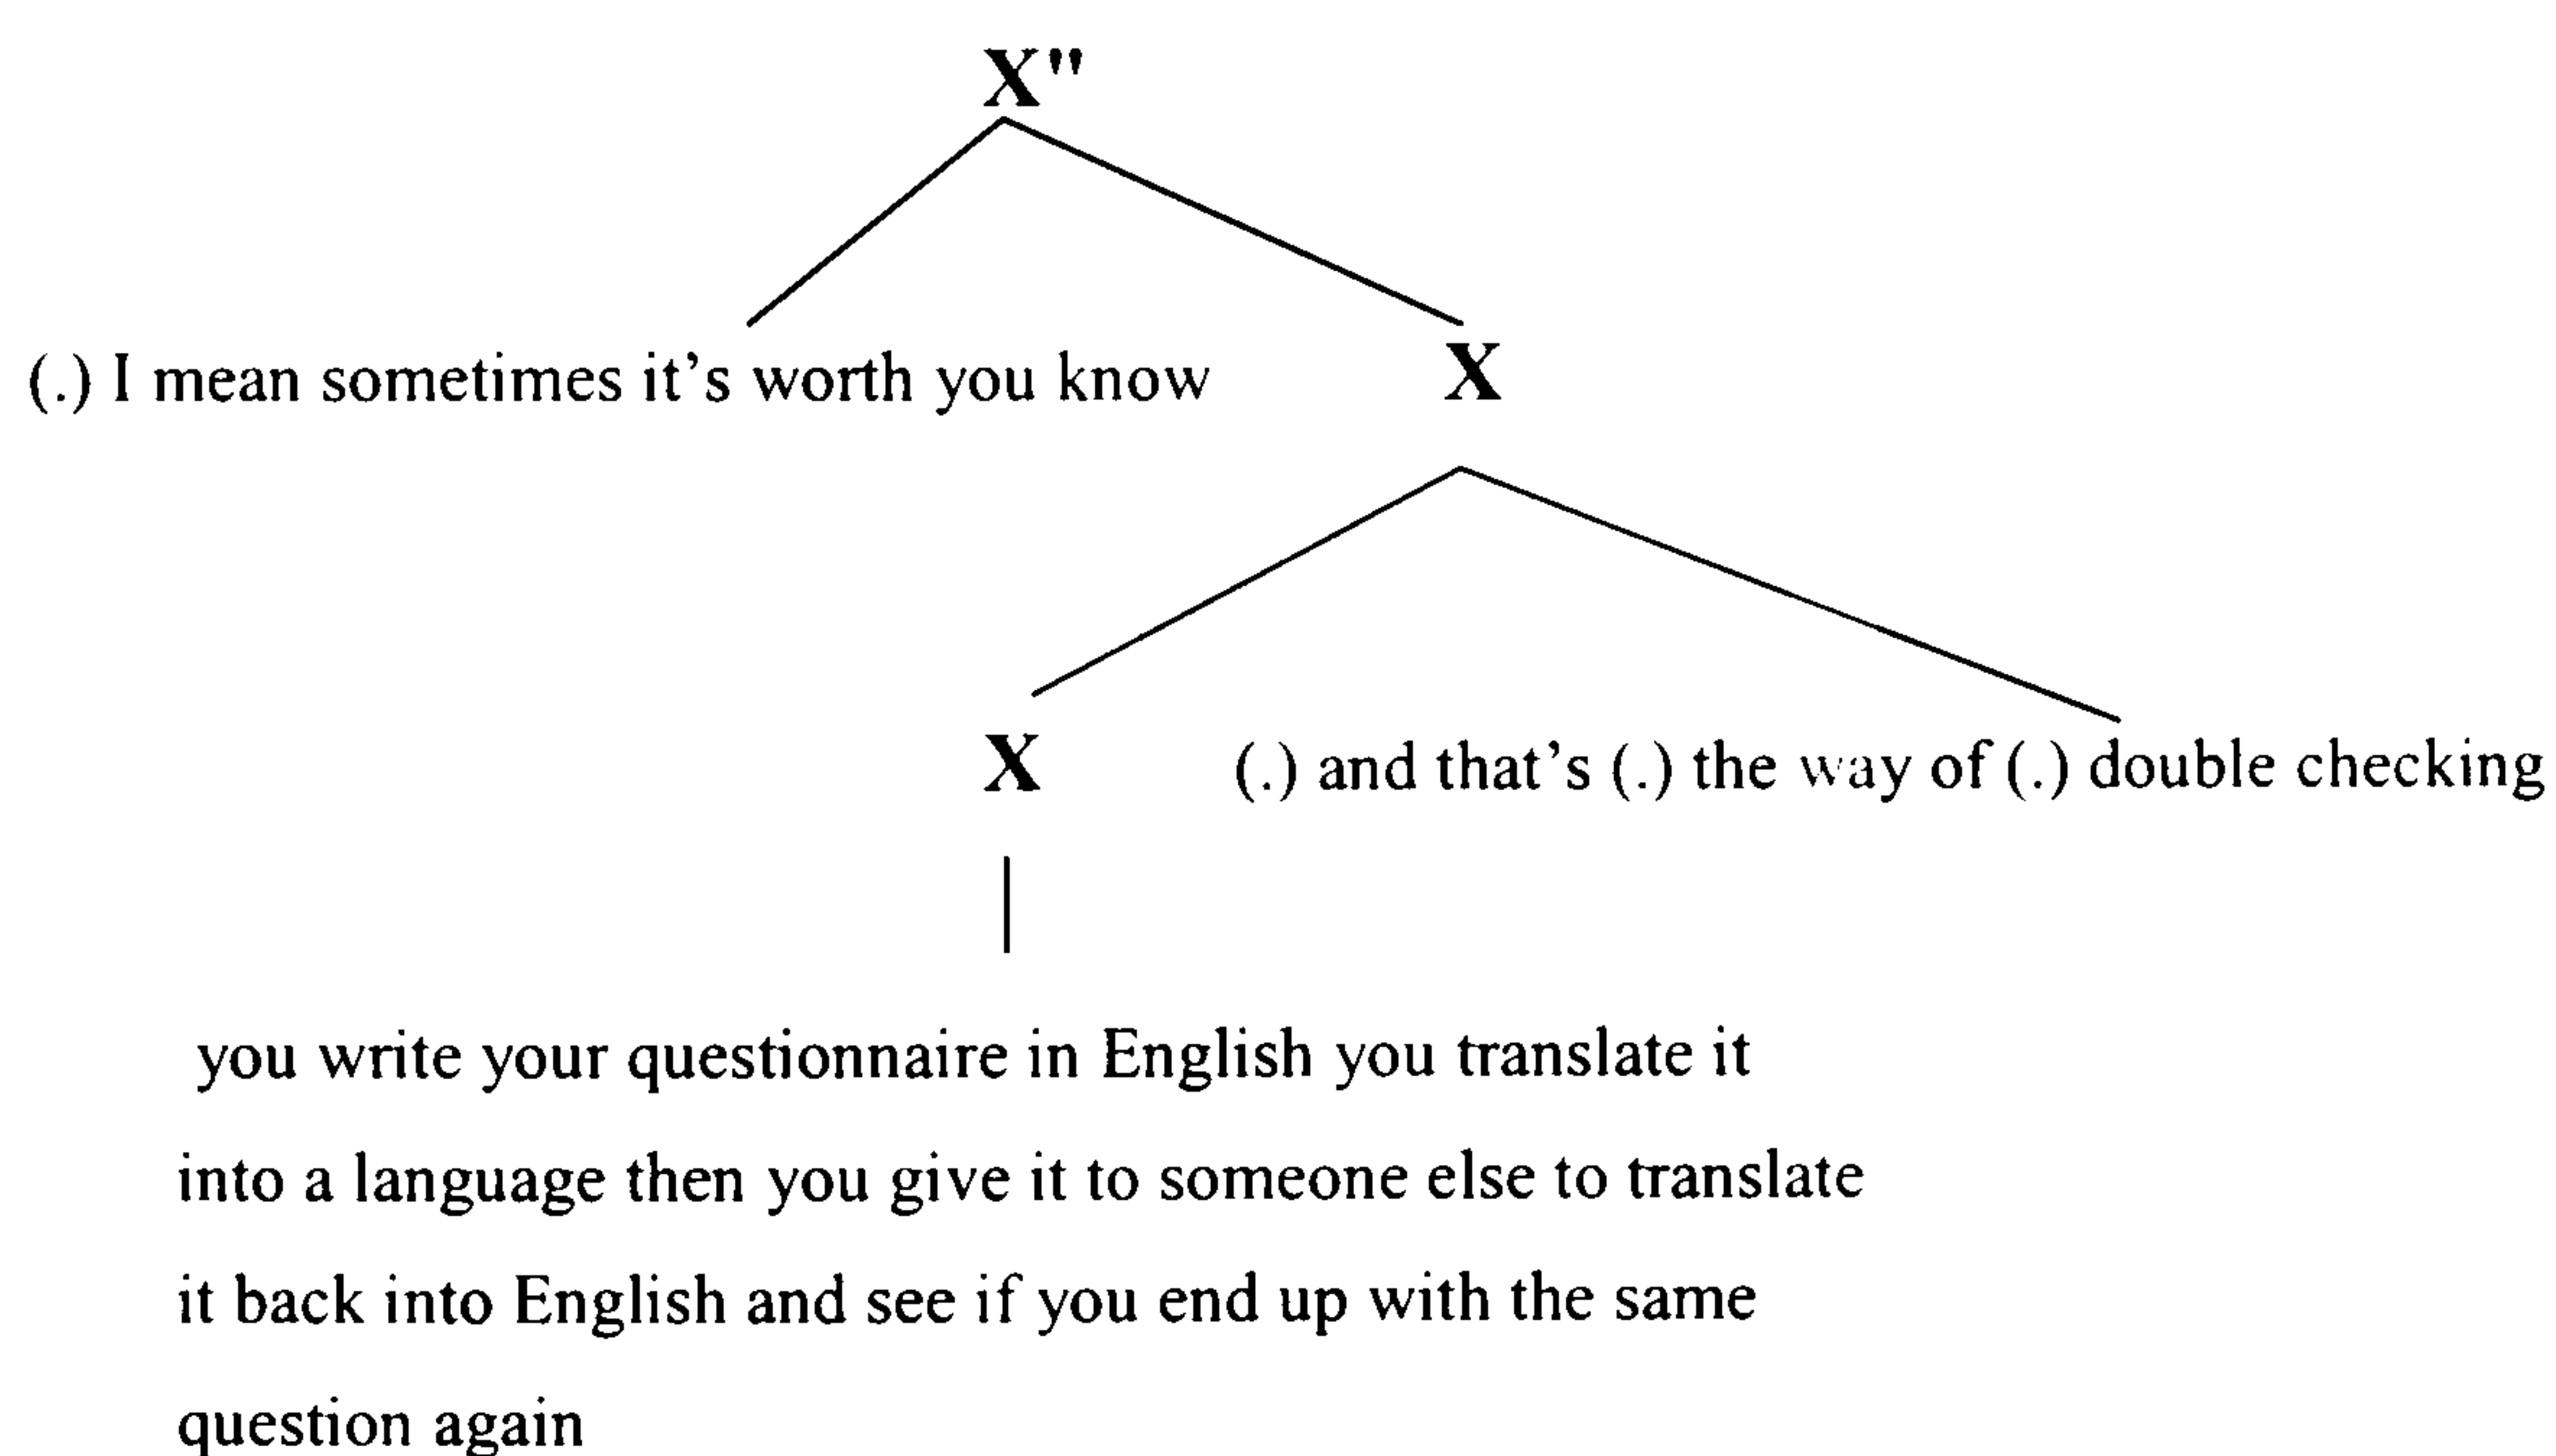 X"
(.) I mean sometimes it's worth you know
X
X
(.) and that's (.) the way of (.) double checking
you write your questionnaire in English you translate it
into a language then you give it to someone else to translate
it back into English and see if you end up with the same
question again